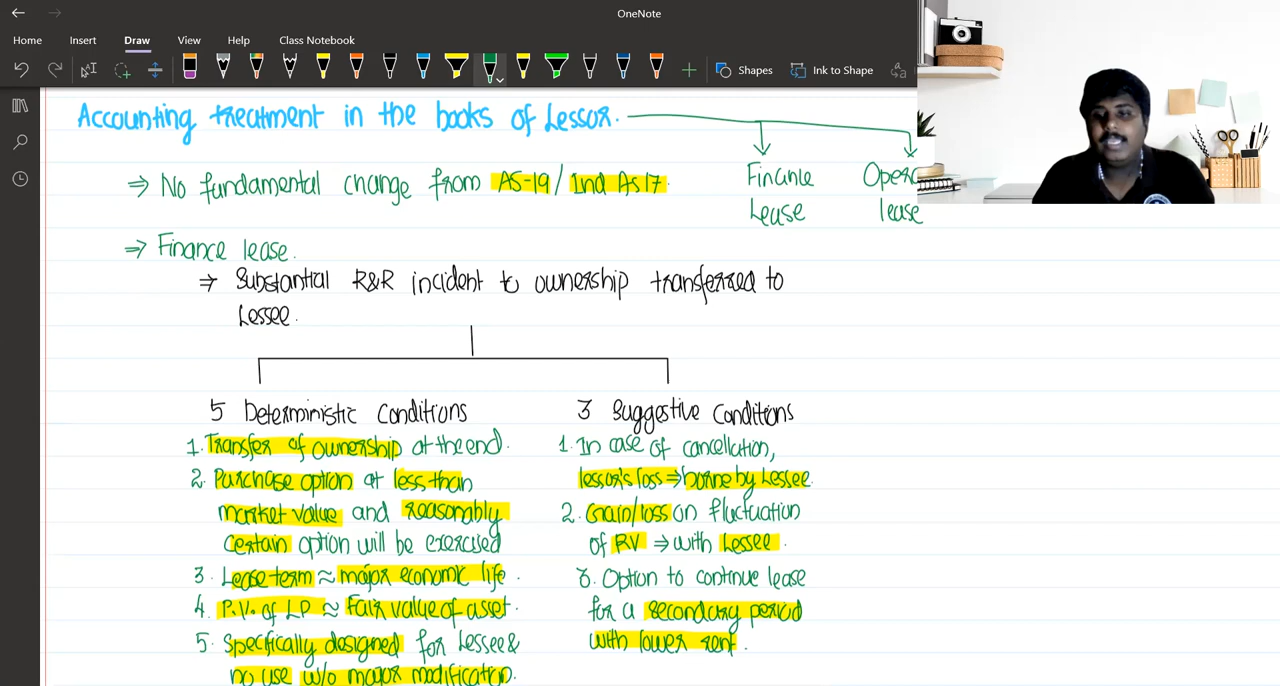 OneNote
Home Insert Draw View Help Class Notebook
Shapes Ink to Shape
Accounting treatment in the books of Lessor.
⇒ No fundamental change from AS-19/ Ind As 17.
Finance
Lease
lease
⇒ Finance lease.
⇒ Substantial R&R incident to ownership transferred to
Lessee.
5 Deterministic Conditions
1. Transfer of ownership at the end.
2. Purchase option at less than
market value and reasonably
certain option will be exercised
3. Lease term ≈ major economic life.
4. P.V. of LP ≈ Fair value of asset.
5. Specifically designed for Lessee &
no use w/o major modification.
3 Suggestive Conditions
1. In case of cancellation,
lessor's loss ⇒ borne by Lessee.
2. Gain/loss on fluctuation
of RV ⇒ with Lessee.
3. Option to continue lease
for a secondary period
with lower rent.